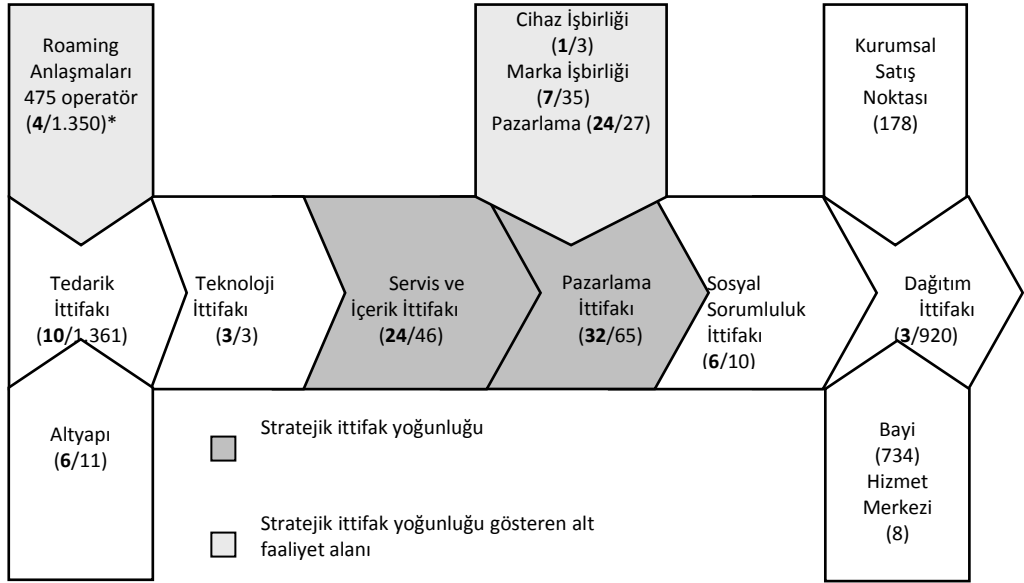 Roaming
Anlaşmaları
475 operatör
(4/1.350)*
Cihaz İşbirliği
(1/3)
Marka İşbirliği
(7/35)
Pazarlama (24/27)
Kurumsal
Satış
Noktası
(178)
Tedarik
İttifakı
(10/1.361)
Teknoloji
İttifakı
(3/3)
Servis ve
İçerik İttifakı
(24/46)
Pazarlama
İttifakı
(32/65)
Sosyal
Sorumluluk
İttifakı
(6/10)
Dağıtım
İttifakı
(3/920)
Altyapı
(6/11)
Stratejik ittifak yoğunluğu
Stratejik ittifak yoğunluğu gösteren alt
faaliyet alanı
Bayi
(734)
Hizmet
Merkezi
(8)